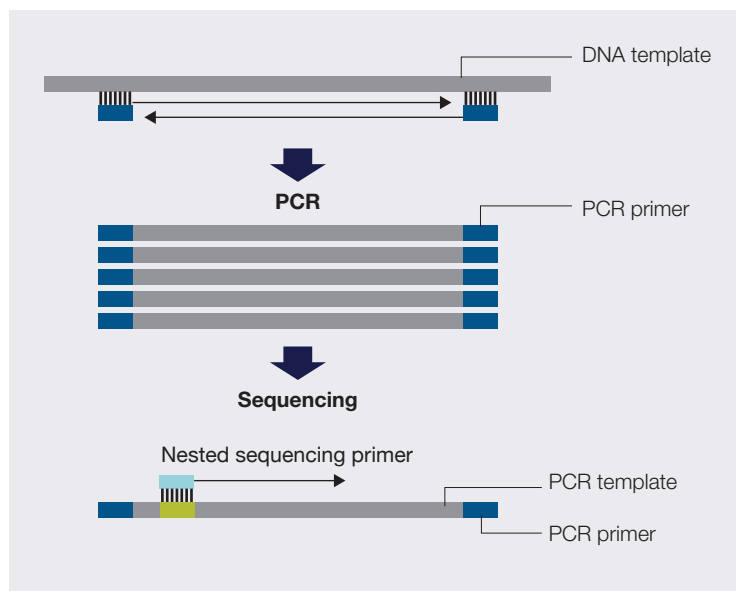 DNA template
PCR
PCR primer
Sequencing
Nested sequencing primer
PCR template
PCR primer